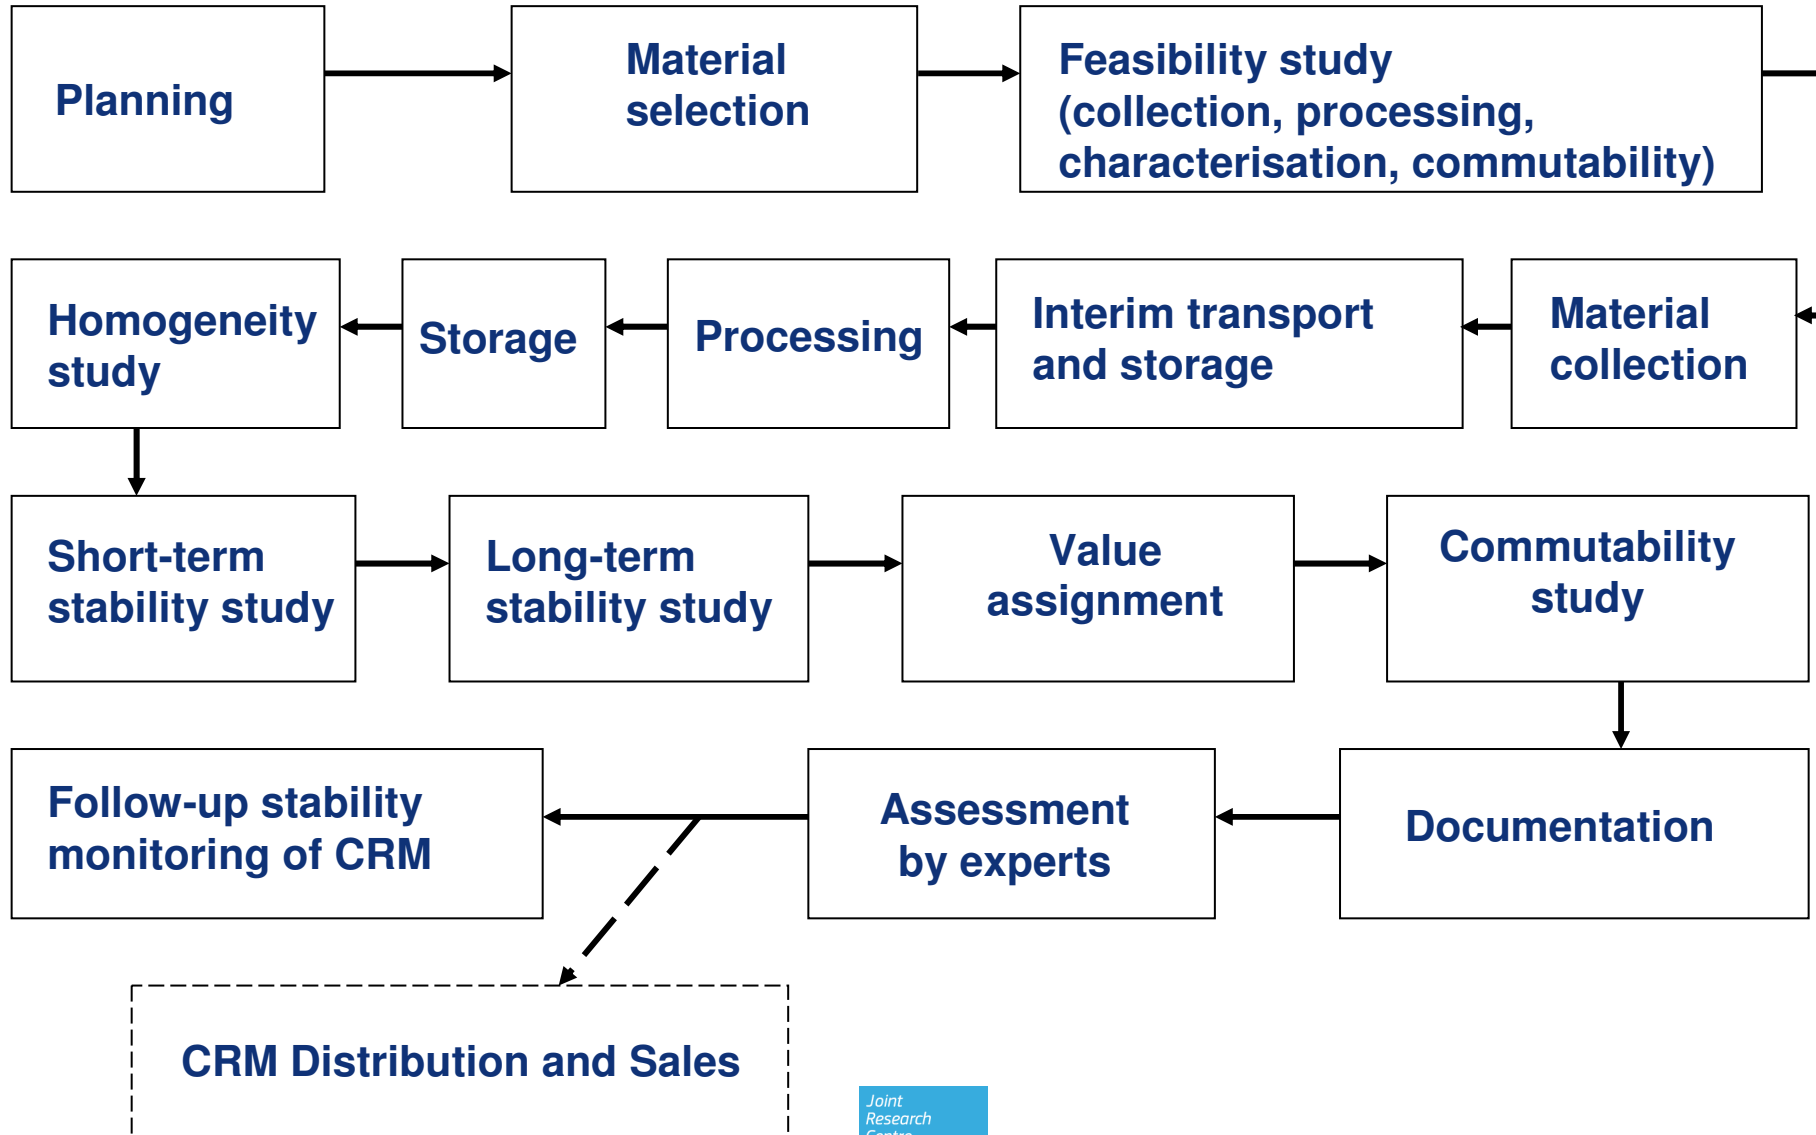 Planning
Material
selection
Feasibility study
(collection, processing,
characterisation, commutability)
Homogeneity
study
Storage
Processing
Interim transport
and storage
Material
collection
Short-term
stability study
Long-term
stability study
Value
assignment
Commutability
study
Follow-up stability
monitoring of CRM
Assessment
by experts
Documentation
CRM Distribution and Sales
Joint
Research
Centre